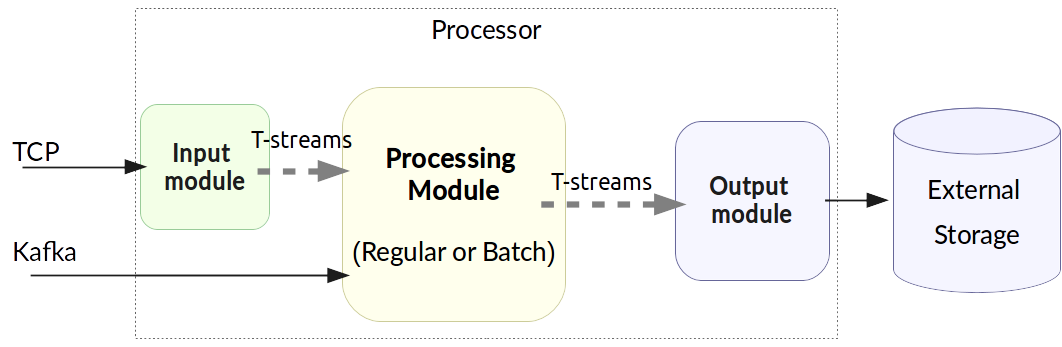 Processor
TCP
Input
module
T-streams
Processing
Module
(Regular or Batch)
Kafka
T-streams
Output
module
External
Storage